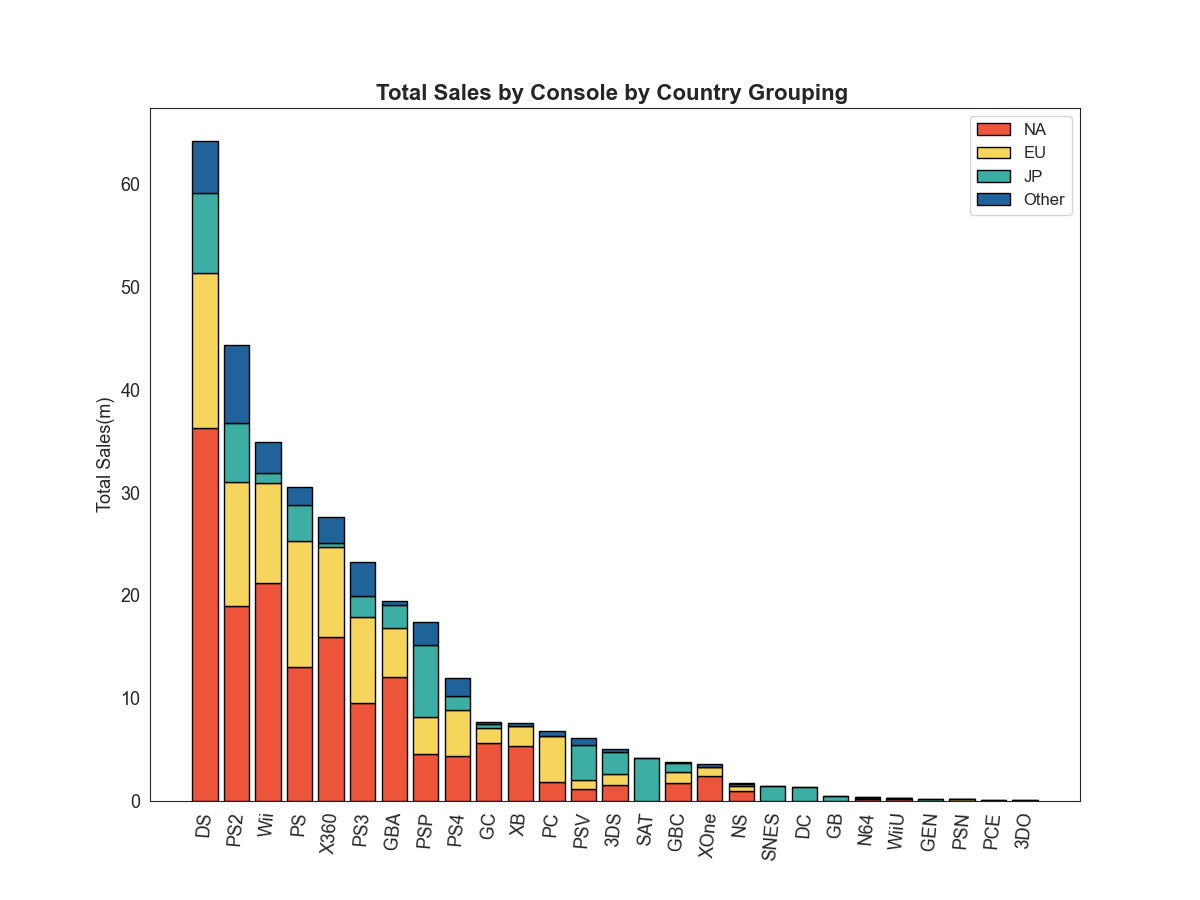 Total Sales by Console by Country Grouping
NA
EU
JP
Other
Total Sales(m)
60
50
40
30
20
10
0
DS
PS2
Wii
PS
X360
PS3
GBA
PSP
PS4
GC
XB
PC
PSV
3DS
SAT
GBC
XOne
NS
SNES
DC
GB
N64
WiiU
GEN
PSN
PCE
3DO